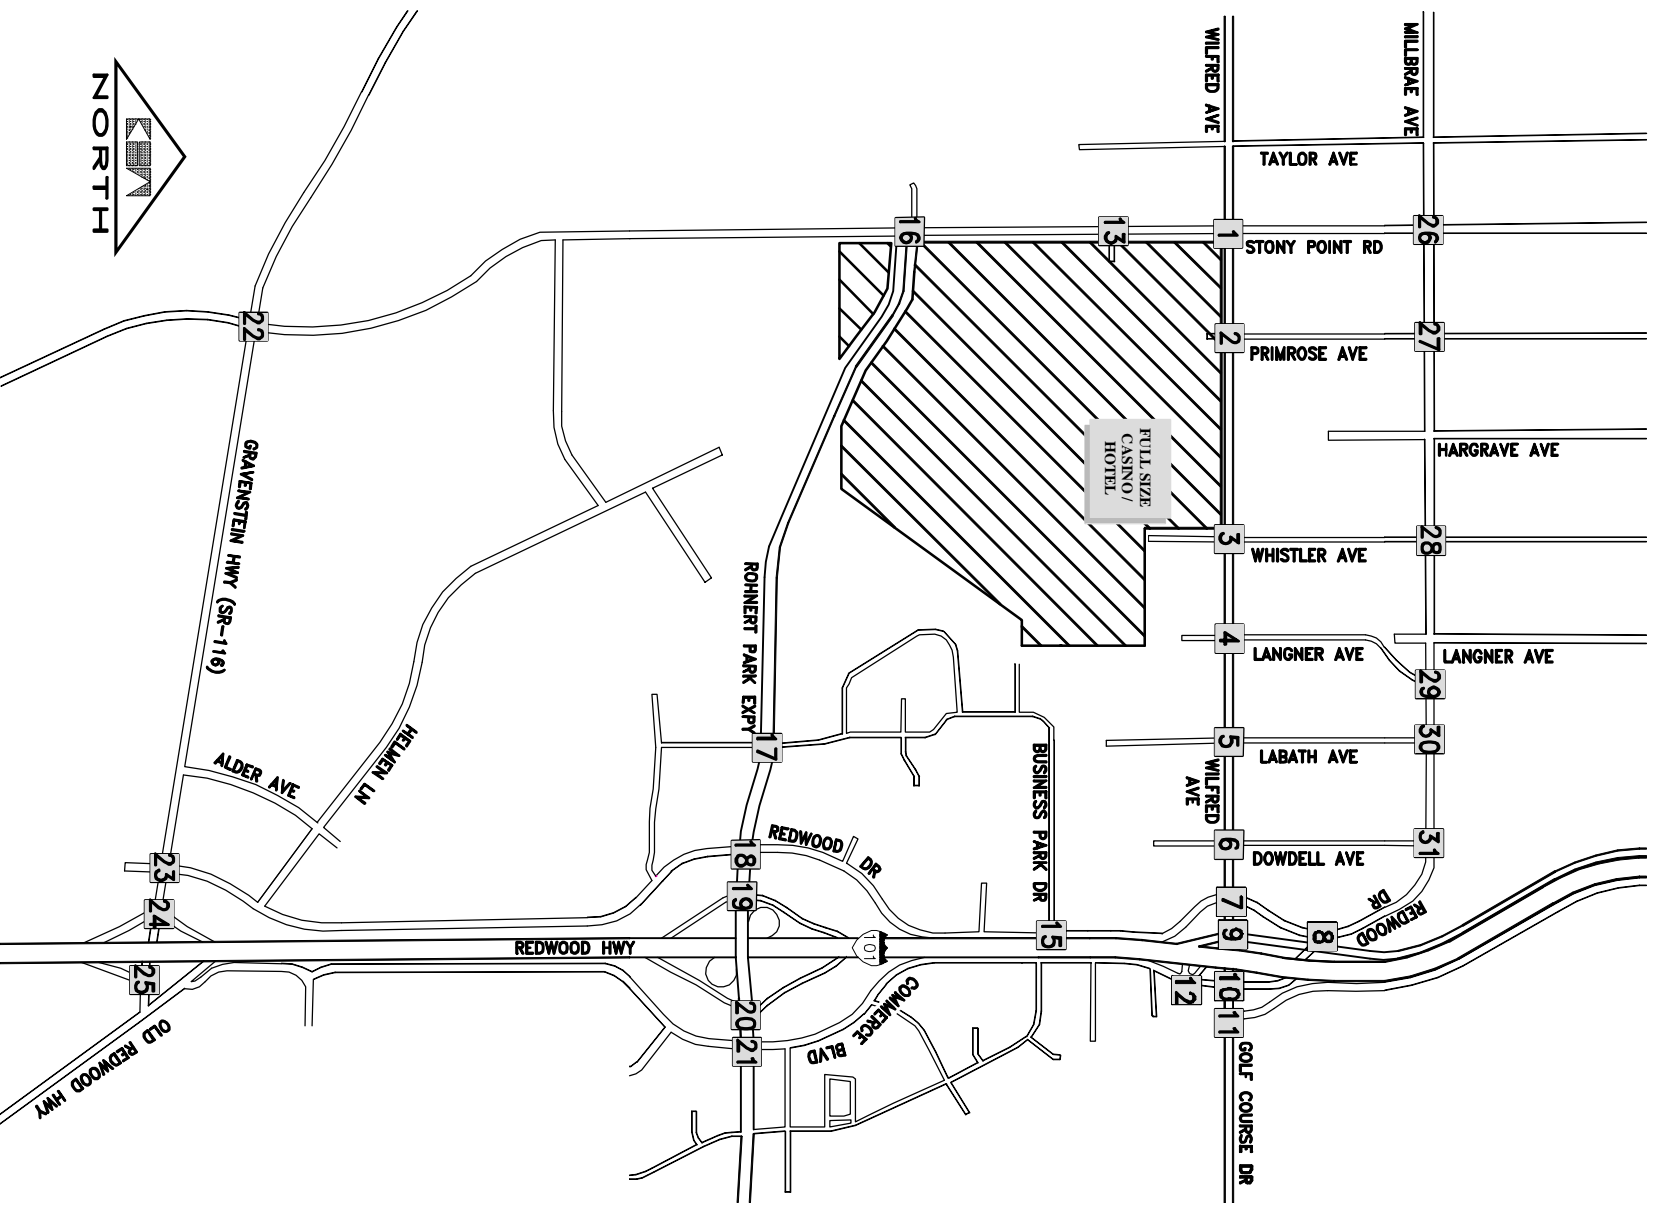 WILFRED AVE
MILLBRAE AVE
TAYLOR AVE
NORTH
KEA
16
13
1
26
STONY POINT RD
22
2
27
PRIMROSE AVE
HARGRAVE AVE
FULL SIZE
CASINO/
HOTEL
GRAVENSTEIN HWY (SR-116)
3
28
WHISTLER AVE
ROHNERT PARK EXPY
4
LANGNER AVE
LANGNER AVE
29
17
5
30
LABATH AVE
ALDER AVE
HELMEN LN
BUSINESS PARK DR
WILFRED
AVE
REDWOOD DR
18
6
31
DOWDELL AVE
23
19
7
REDWOOD
DR
24
15
9
8
REDWOOD HWY
101
25
12
10
20
11
21
COMMERCE BLVD
OLD REDWOOD HWY
GOLF COURSE DR